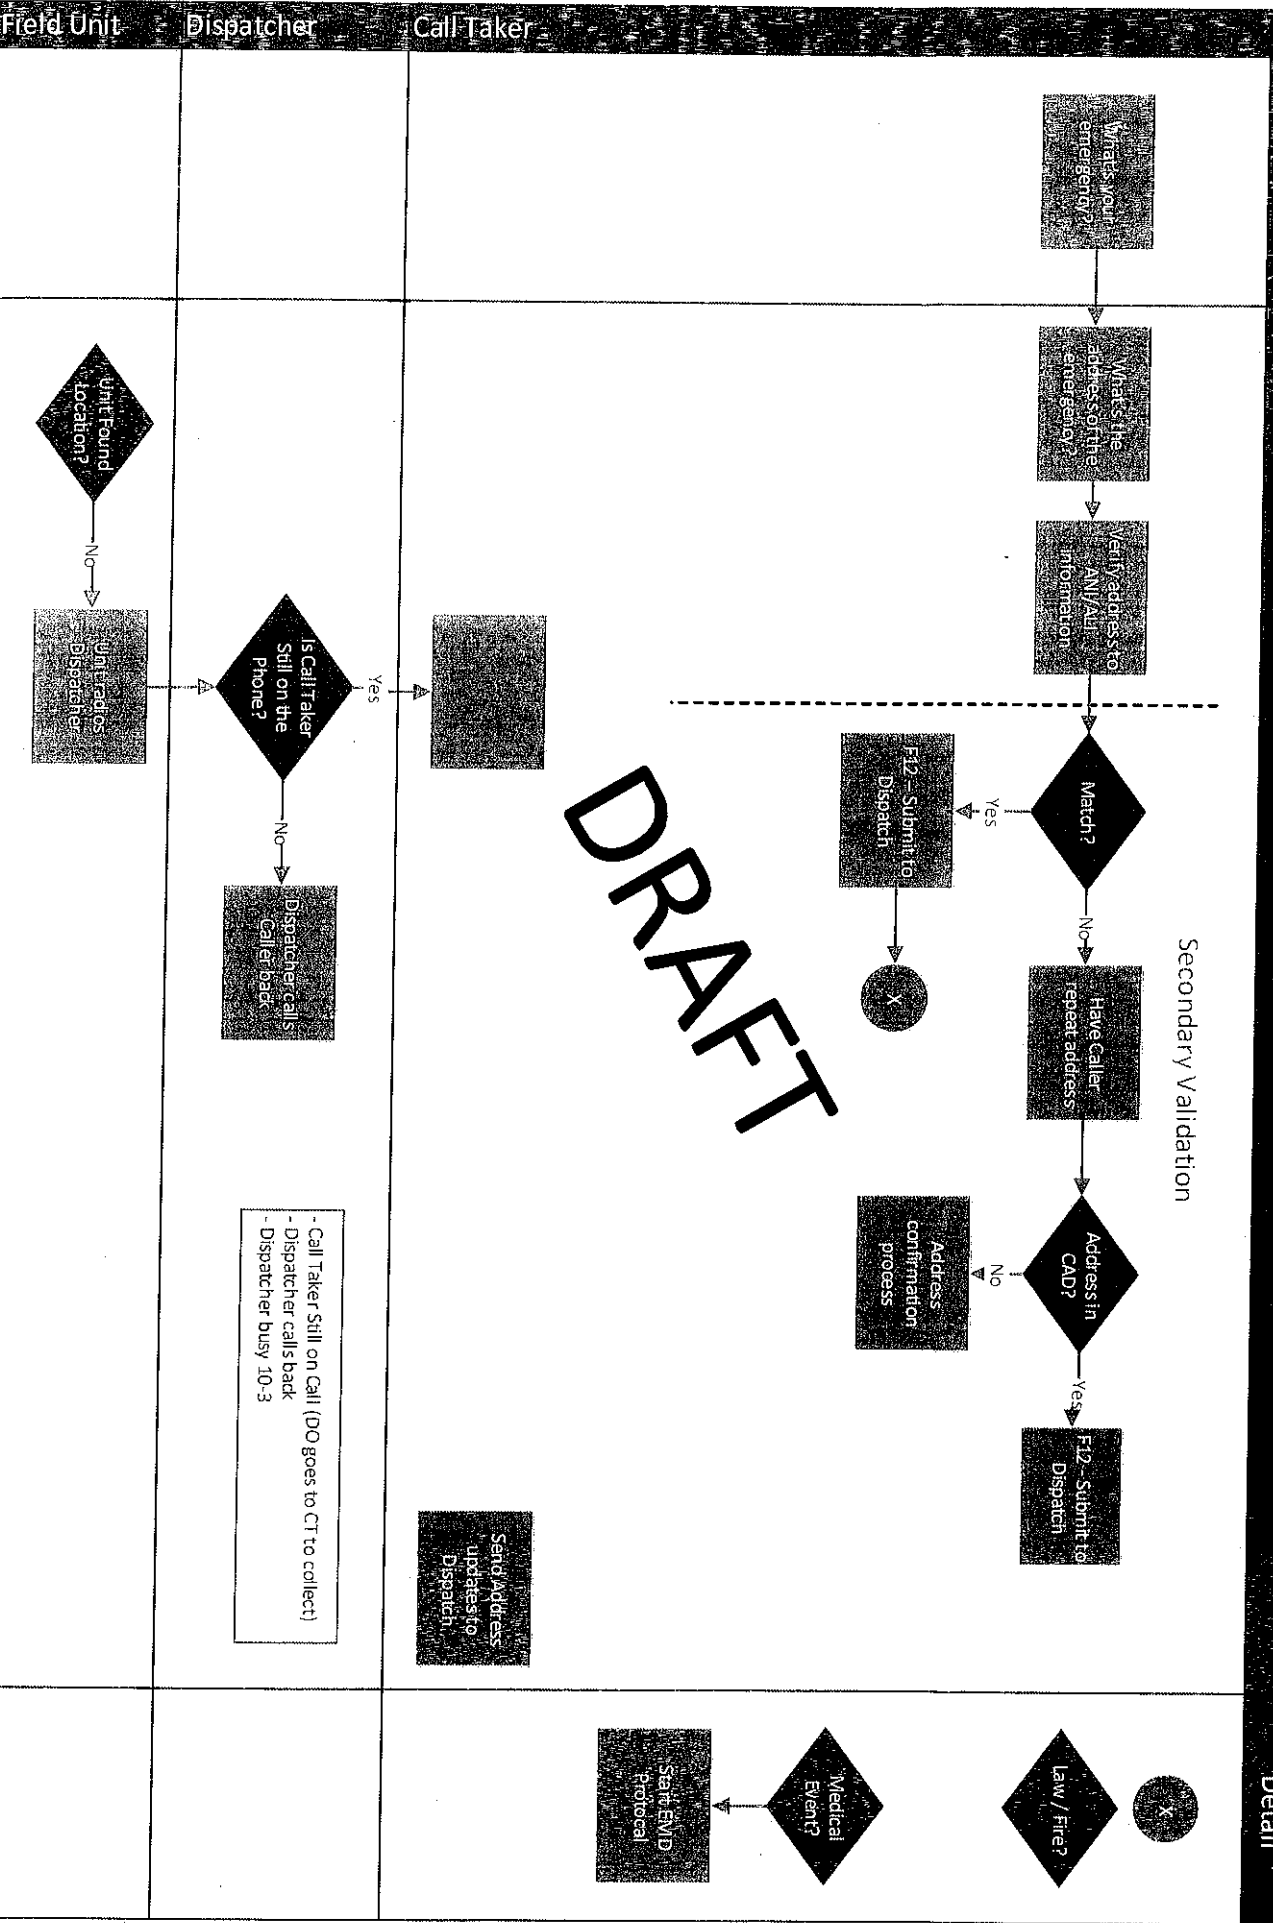 Detail
Call Taker
Dispatcher
Field Unit
What's your
emergency?
What's the
address of the
emergency?
Verify address to
ANI/ALI
information
Secondary Validation
Match?
No
Yes
Have Caller
repeat address
Address in
CAD?
Yes
No
F12 – Submit to
Dispatch
F12 – Submit to
Dispatch
X
Address
confirmation
process
DRAFT
Send Address
updates to
Dispatch
X
Law / Fire?
Medical
Event?
Start EMD
Protocal
Yes
Is Call Taker
Still on the
Phone?
No
Dispatcher calls
Caller back
- Call Taker Still on Call (DO goes to CT to collect)
- Dispatcher calls back
- Dispatcher busy 10-3
Unit Found
Location?
No
Unit radios
Dispatcher